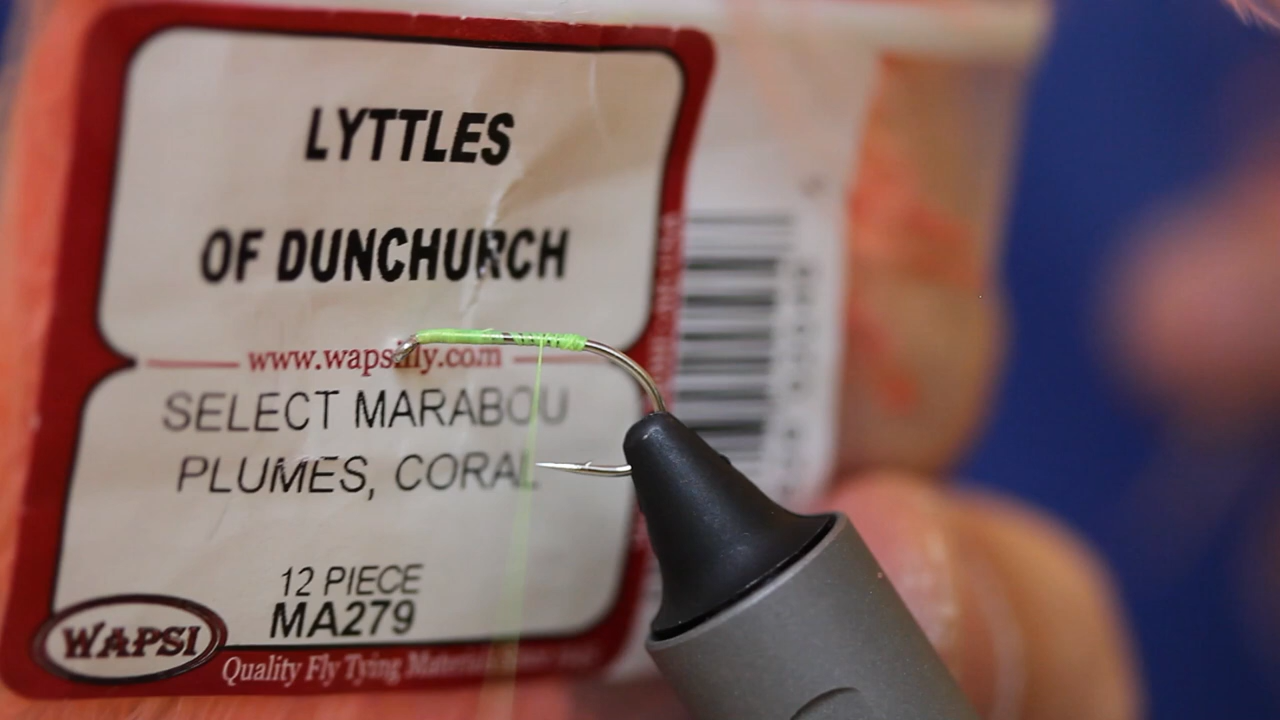 LYTTLES
OF DUNCHURCH
www.wapsifly.com
SELECT MARABOU
PLUMES, CORAL
12 PIECE
MA279
WAPSI
Quality Fly Tying Materials